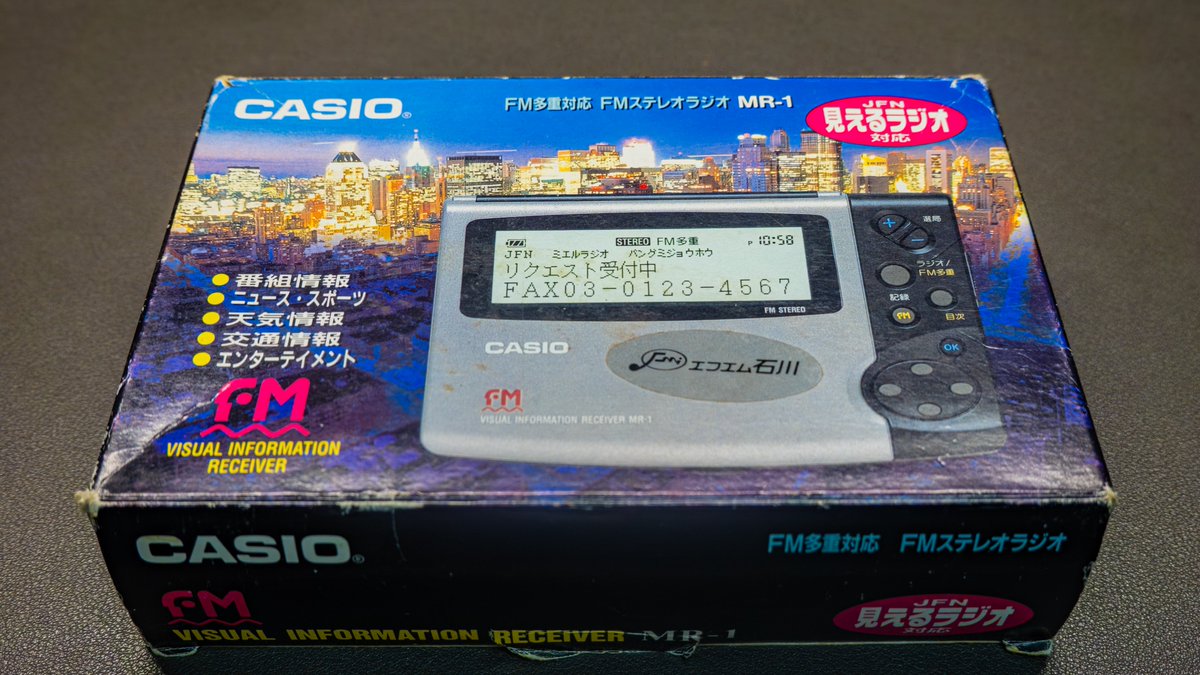 CASIO®
FM多重対応 FMステレオラジオ MR-1
JFN
見えるラジオ
対応
STEREO FM多重 P 10:58
JFN ミエルラジオ バングミジョウホウ
リクエスト受付中
FAX03-0123-4567
FM STEREO
CASIO
エフエム石川
FM
VISUAL INFORMATION RECEIVER MR-1
選局
ラジオ/
FM多重
記録
FM
目次
OK
番組情報
ニュース・スポーツ
天気情報
交通情報
エンターテイメント
FM
VISUAL INFORMATION
RECEIVER
CASIO®
FM多重対応 FMステレオラジオ
FM
VISUAL INFORMATION RECEIVER MR-1
JFN
見えるラジオ
対応